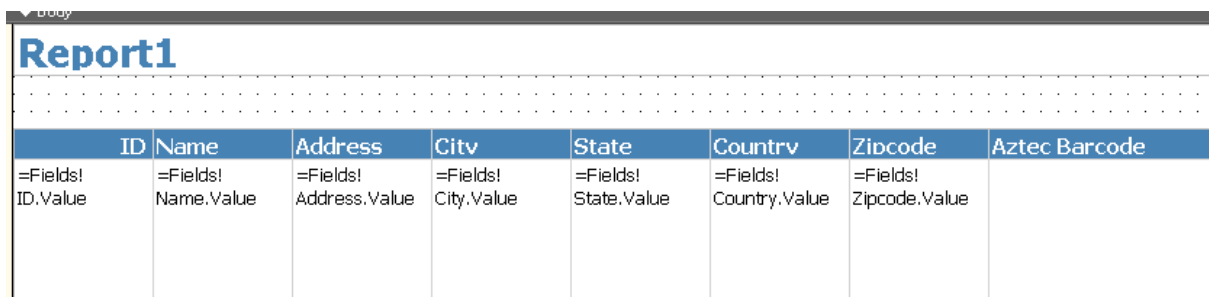 Body
Report1
ID Name Address City State Country Zipcode Aztec Barcode
=Fields! =Fields! =Fields! =Fields! =Fields! =Fields! =Fields!
ID.Value Name.Value Address.Value City.Value State.Value Country.Value Zipcode.Value